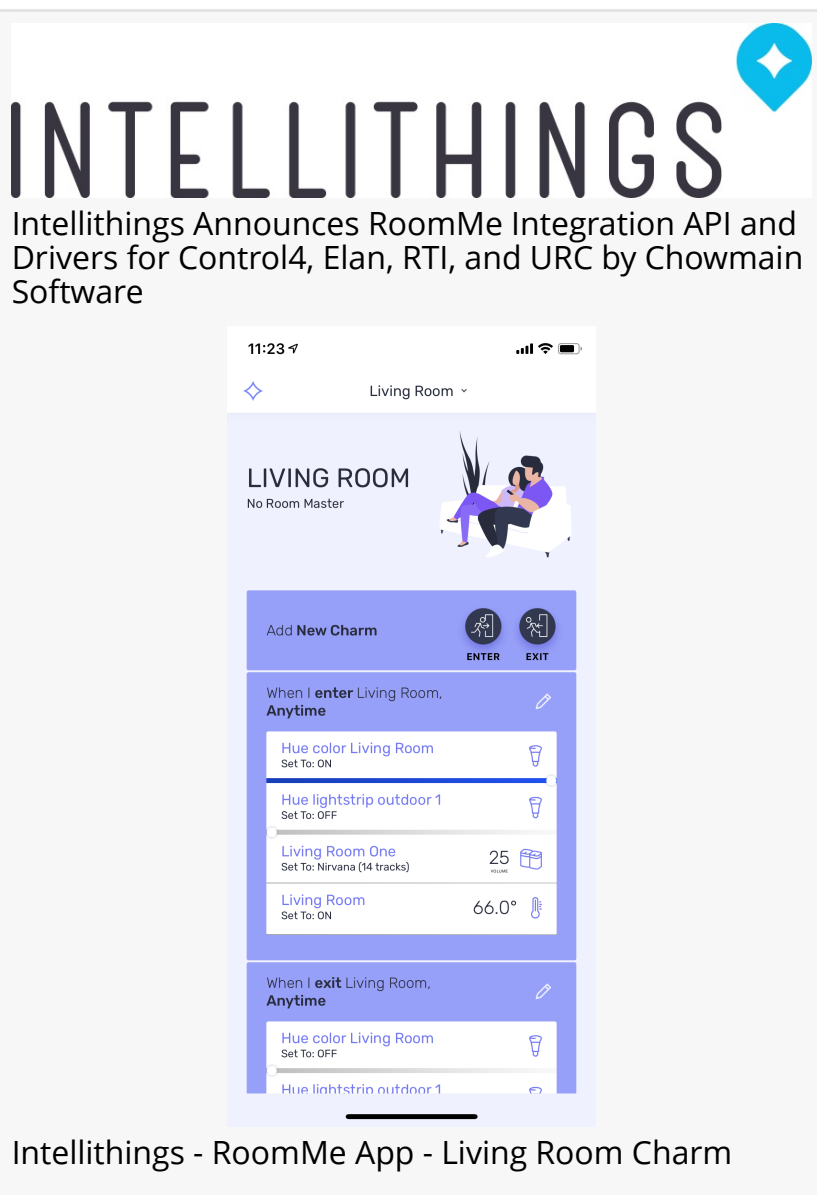 INTELLITHINGS
Intellithings Announces RoomMe Integration API and
Drivers for Control4, Elan, RTI, and URC by Chowmain
Software
11:23
Living Room
LIVING ROOM
No Room Master
Add New Charm
ENTER
EXIT
When I enter Living Room,
Anytime
Hue color Living Room
Set To: ON
Hue lightstrip outdoor 1
Set To: OFF
Living Room One
25
Set To: Nirvana (14 tracks)
VOLUME
Living Room
66.0°
Set To: ON
When I exit Living Room,
Anytime
Hue color Living Room
Set To: OFF
Hue lightstrip outdoor 1
Intellithings - RoomMe App - Living Room Charm